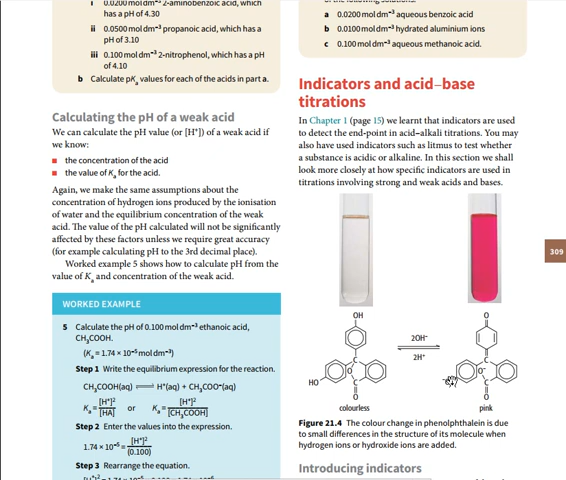 i 0.0200 mol dm⁻³ 2-aminobenzoic acid, which
has a pH of 4.30
ii 0.0500 mol dm⁻³ propanoic acid, which has a
pH of 3.10
iii 0.100 mol dm⁻³ 2-nitrophenol, which has a pH
of 4.10
b Calculate pKₐ values for each of the acids in part a.
Calculating the pH of a weak acid
We can calculate the pH value (or [H⁺]) of a weak acid if
we know:
■ the concentration of the acid
■ the value of Kₐ for the acid.
Again, we make the same assumptions about the
concentration of hydrogen ions produced by the ionisation
of water and the equilibrium concentration of the weak
acid. The value of the pH calculated will not be significantly
affected by these factors unless we require great accuracy
(for example calculating pH to the 3rd decimal place).
Worked example 5 shows how to calculate pH from the
value of Kₐ and concentration of the weak acid.
WORKED EXAMPLE
5 Calculate the pH of 0.100 mol dm⁻³ ethanoic acid,
CH₃COOH.
(Kₐ = 1.74 × 10⁻⁵ mol dm⁻³)
Step 1 Write the equilibrium expression for the reaction.
CH₃COOH(aq) ⇌ H⁺(aq) + CH₃COO⁻(aq)
Kₐ = [H⁺]²/[HA] or Kₐ = [H⁺]²/[CH₃COOH]
Step 2 Enter the values into the expression.
1.74 × 10⁻⁵ = [H⁺]²/(0.100)
Step 3 Rearrange the equation.
a 0.0200 mol dm⁻³ aqueous benzoic acid
b 0.0100 mol dm⁻³ hydrated aluminium ions
c 0.100 mol dm⁻³ aqueous methanoic acid.
Indicators and acid–base
titrations
In Chapter 1 (page 15) we learnt that indicators are used
to detect the end-point in acid–alkali titrations. You may
also have used indicators such as litmus to test whether
a substance is acidic or alkaline. In this section we shall
look more closely at how specific indicators are used in
titrations involving strong and weak acids and bases.
309
OH
O
2OH⁻
2H⁺
C
O
C
O⁻
HO
C
C
O
O
colourless
pink
Figure 21.4 The colour change in phenolphthalein is due
to small differences in the structure of its molecule when
hydrogen ions or hydroxide ions are added.
Introducing indicators